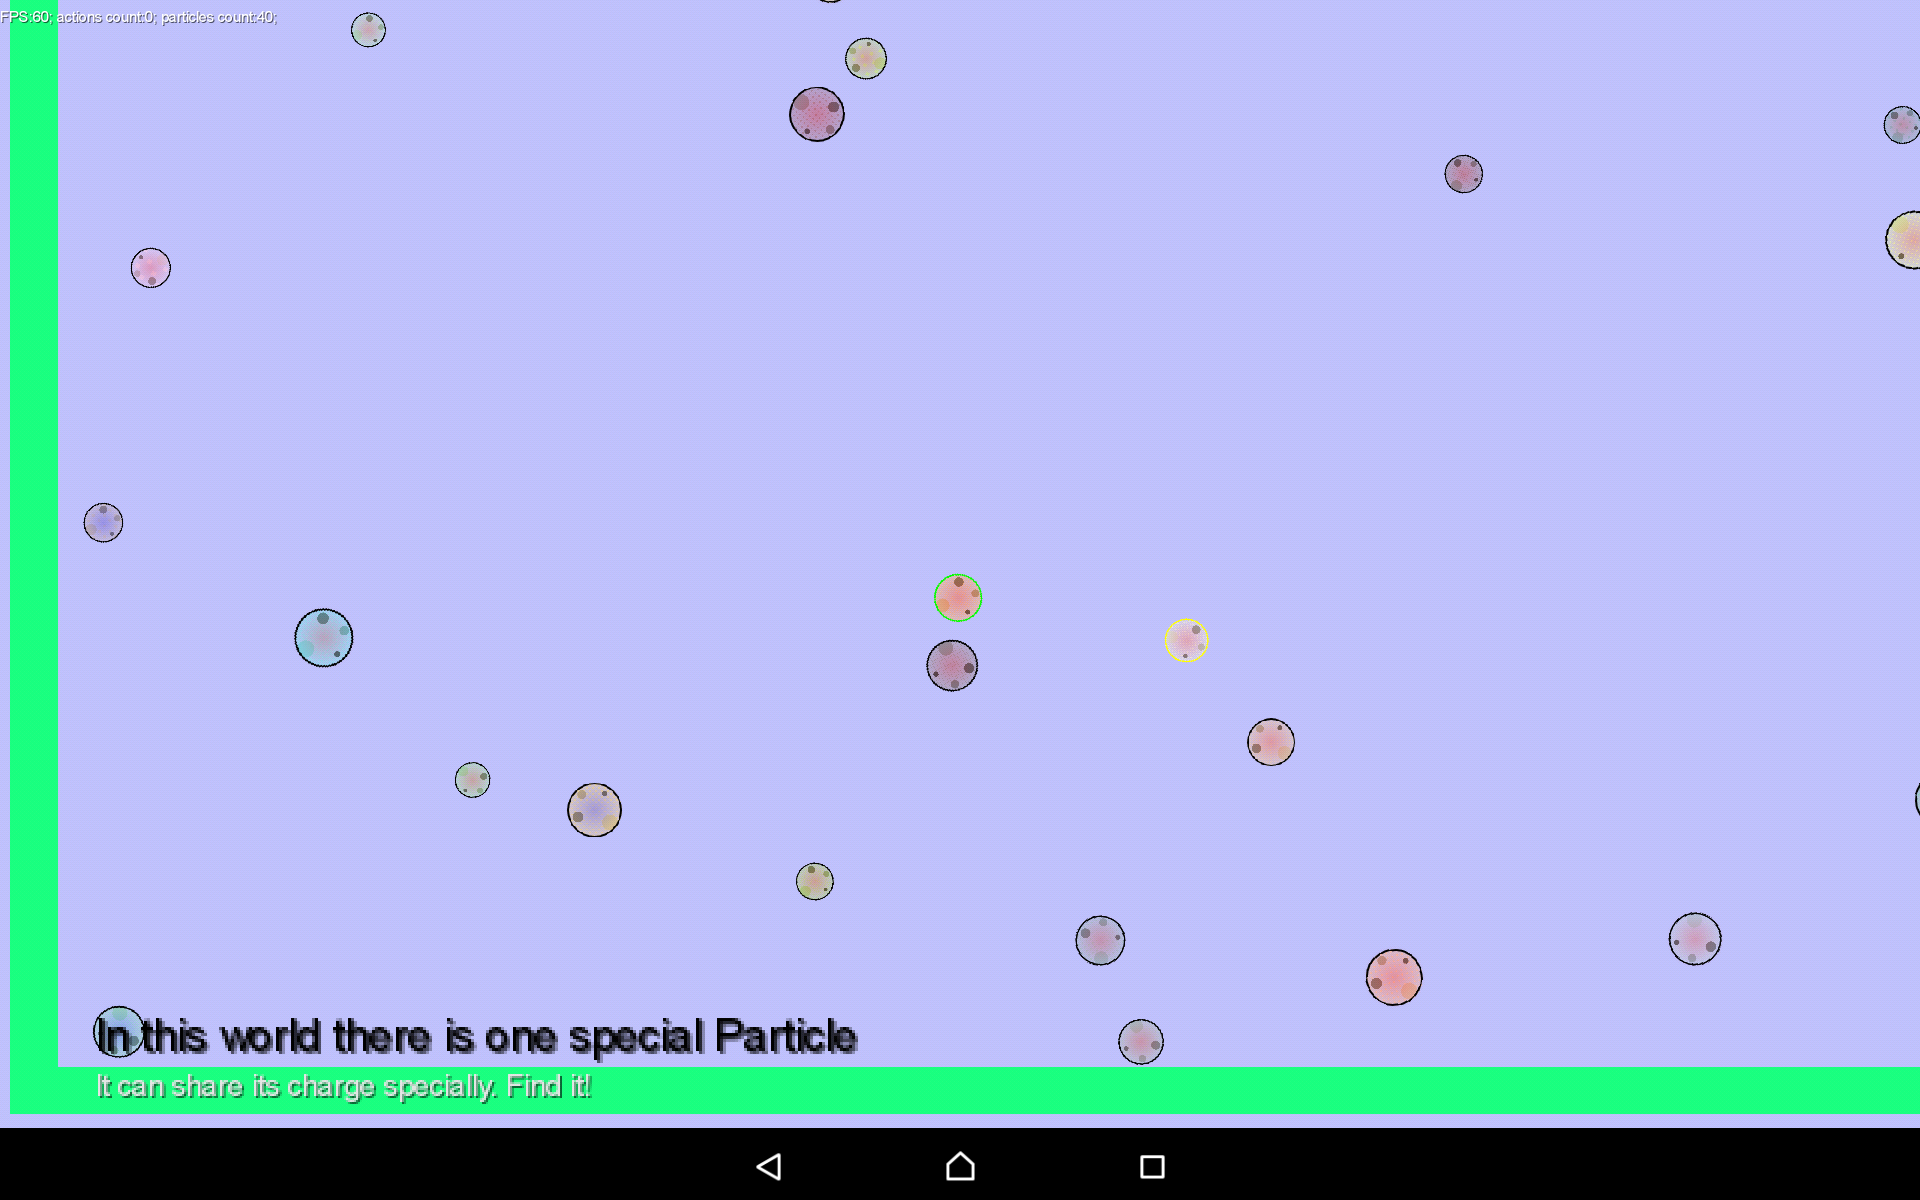 FPS:60; actions count:0; particles count:40;
In this world there is one special Particle
It can share its charge specially. Find it!